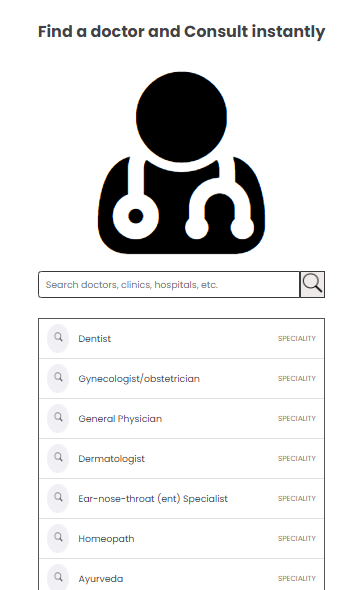 Find a doctor and Consult instantly
Search doctors, clinics, hospitals, etc.
Dentist SPECIALITY
Gynecologist/obstetrician SPECIALITY
General Physician SPECIALITY
Dermatologist SPECIALITY
Ear-nose-throat (ent) Specialist SPECIALITY
Homeopath SPECIALITY
Ayurveda SPECIALITY